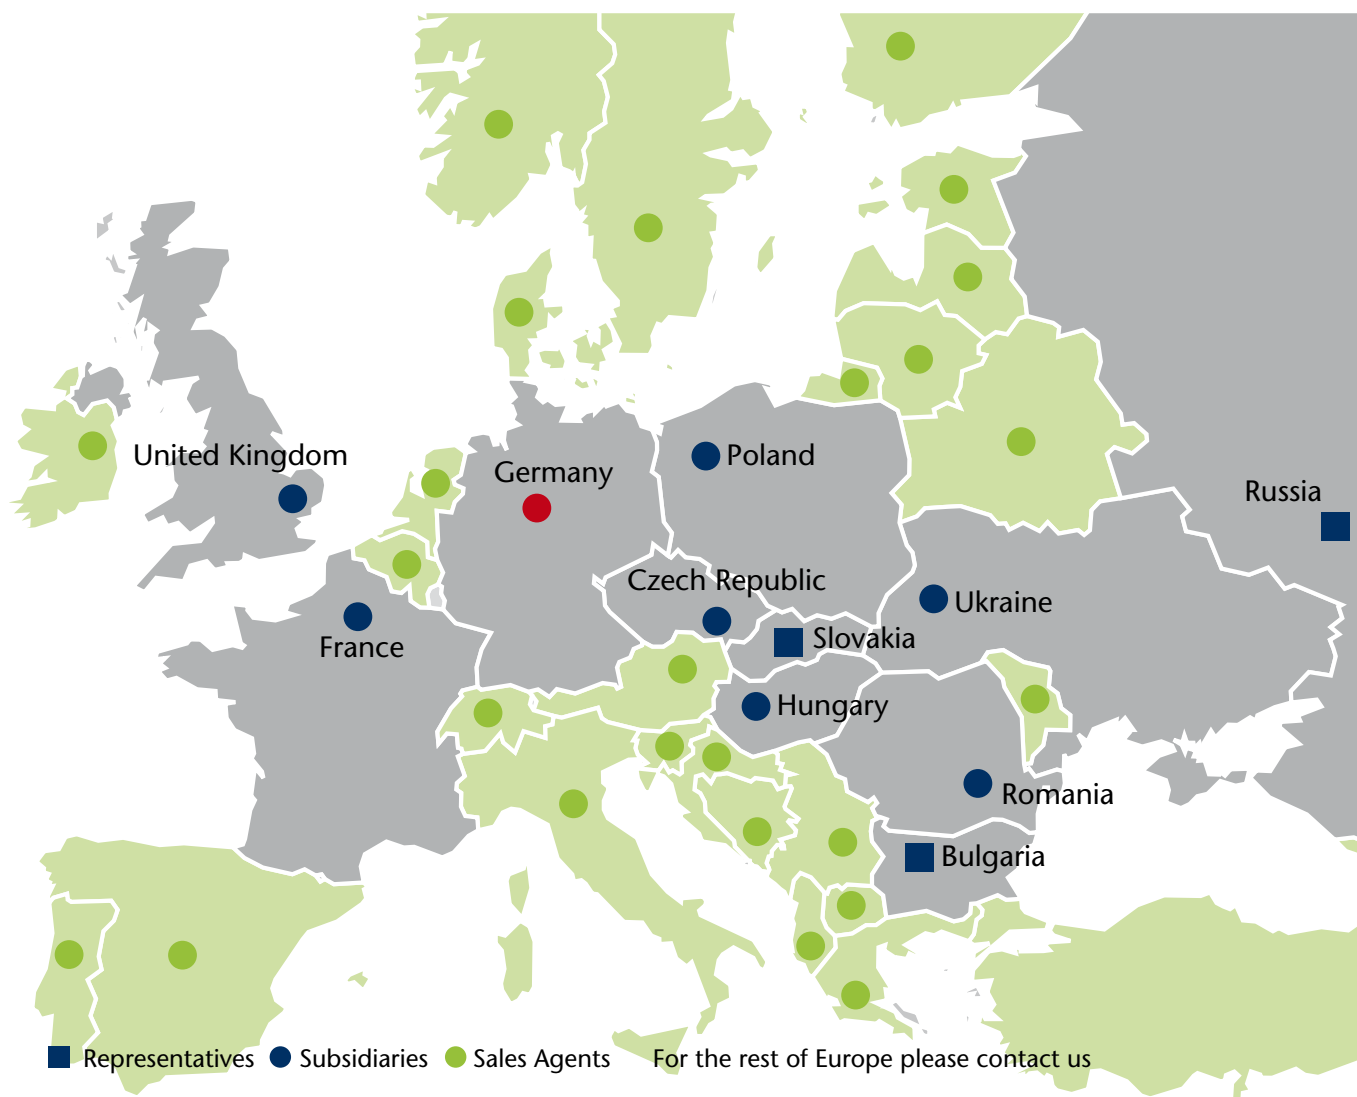 United Kingdom
Germany
Poland
Russia
Czech Republic
Ukraine
France
Slovakia
Hungary
Romania
Bulgaria
Representatives Subsidiaries Sales Agents For the rest of Europe please contact us